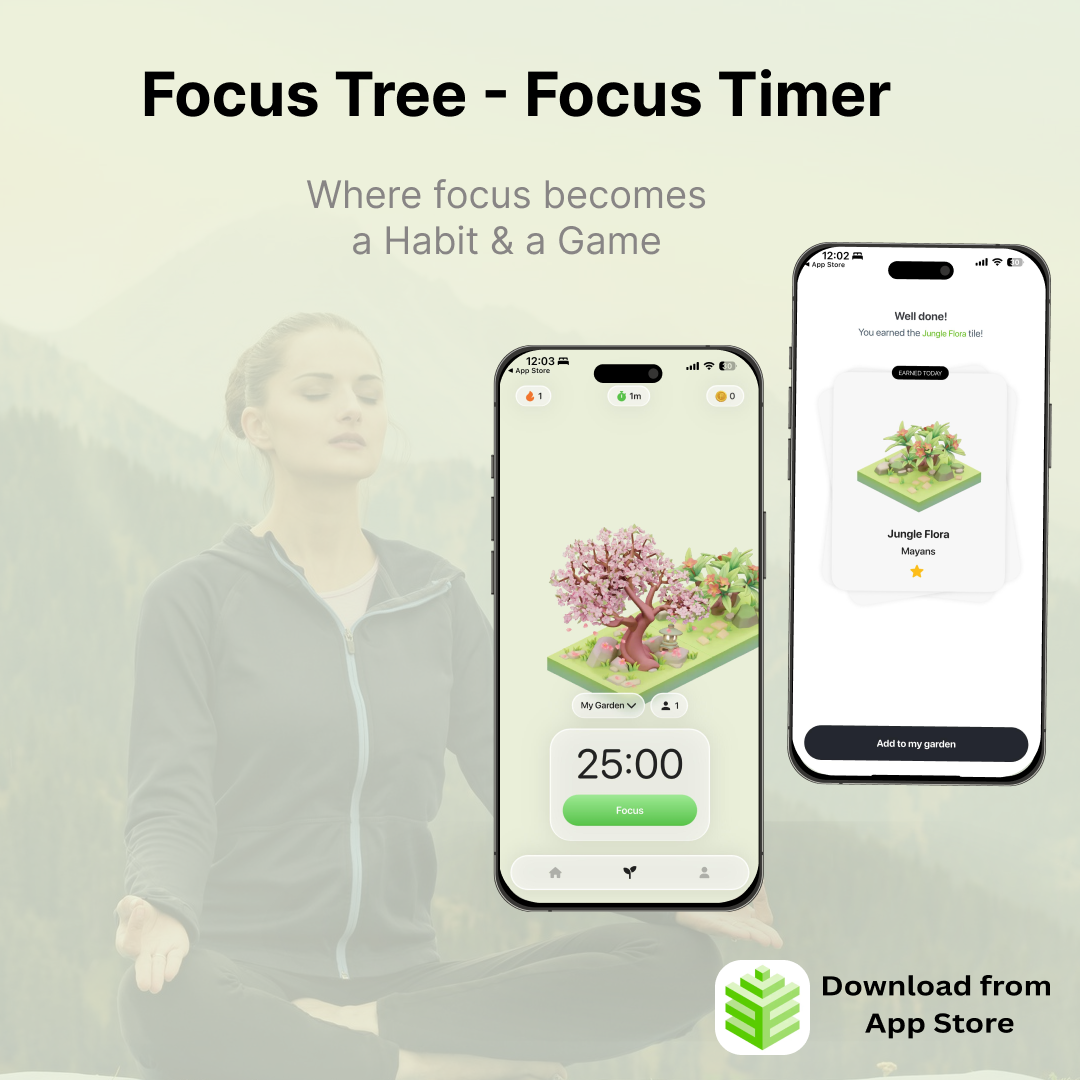 Focus Tree - Focus Timer
Where focus becomes
a Habit & a Game
12:03
App Store
30
1
1m
0
My Garden
1
25:00
Focus
12:02
App Store
30
Well done!
You earned the Jungle Flora tile!
EARNED TODAY
Jungle Flora
Mayans
Add to my garden
Download from
App Store